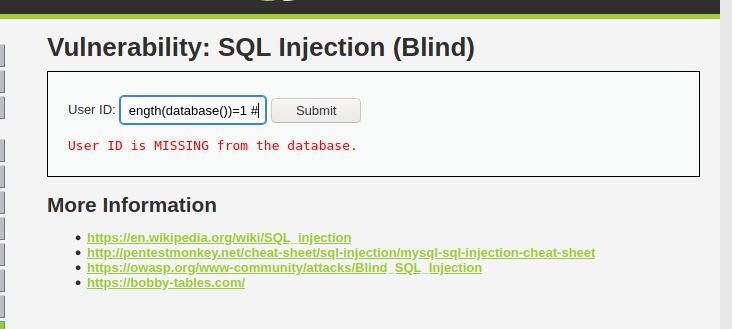 Vulnerability: SQL Injection (Blind)
User ID: ength(database())=1 # Submit
User ID is MISSING from the database.
More Information
https://en.wikipedia.org/wiki/SQL_injection
http://pentestmonkey.net/cheat-sheet/sql-injection/mysql-sql-injection-cheat-sheet
https://owasp.org/www-community/attacks/Blind_SQL_Injection
https://bobby-tables.com/